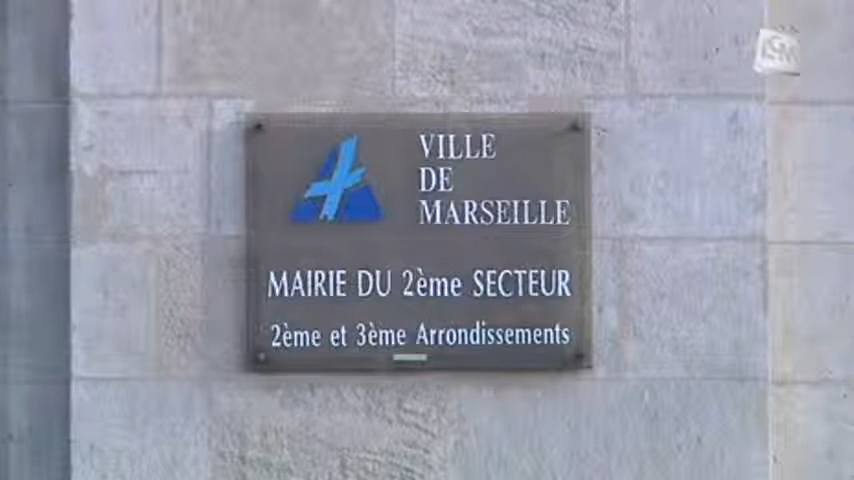 VILLE
DE
MARSEILLE
MAIRIE DU 2ème SECTEUR
2ème et 3ème Arrondissements